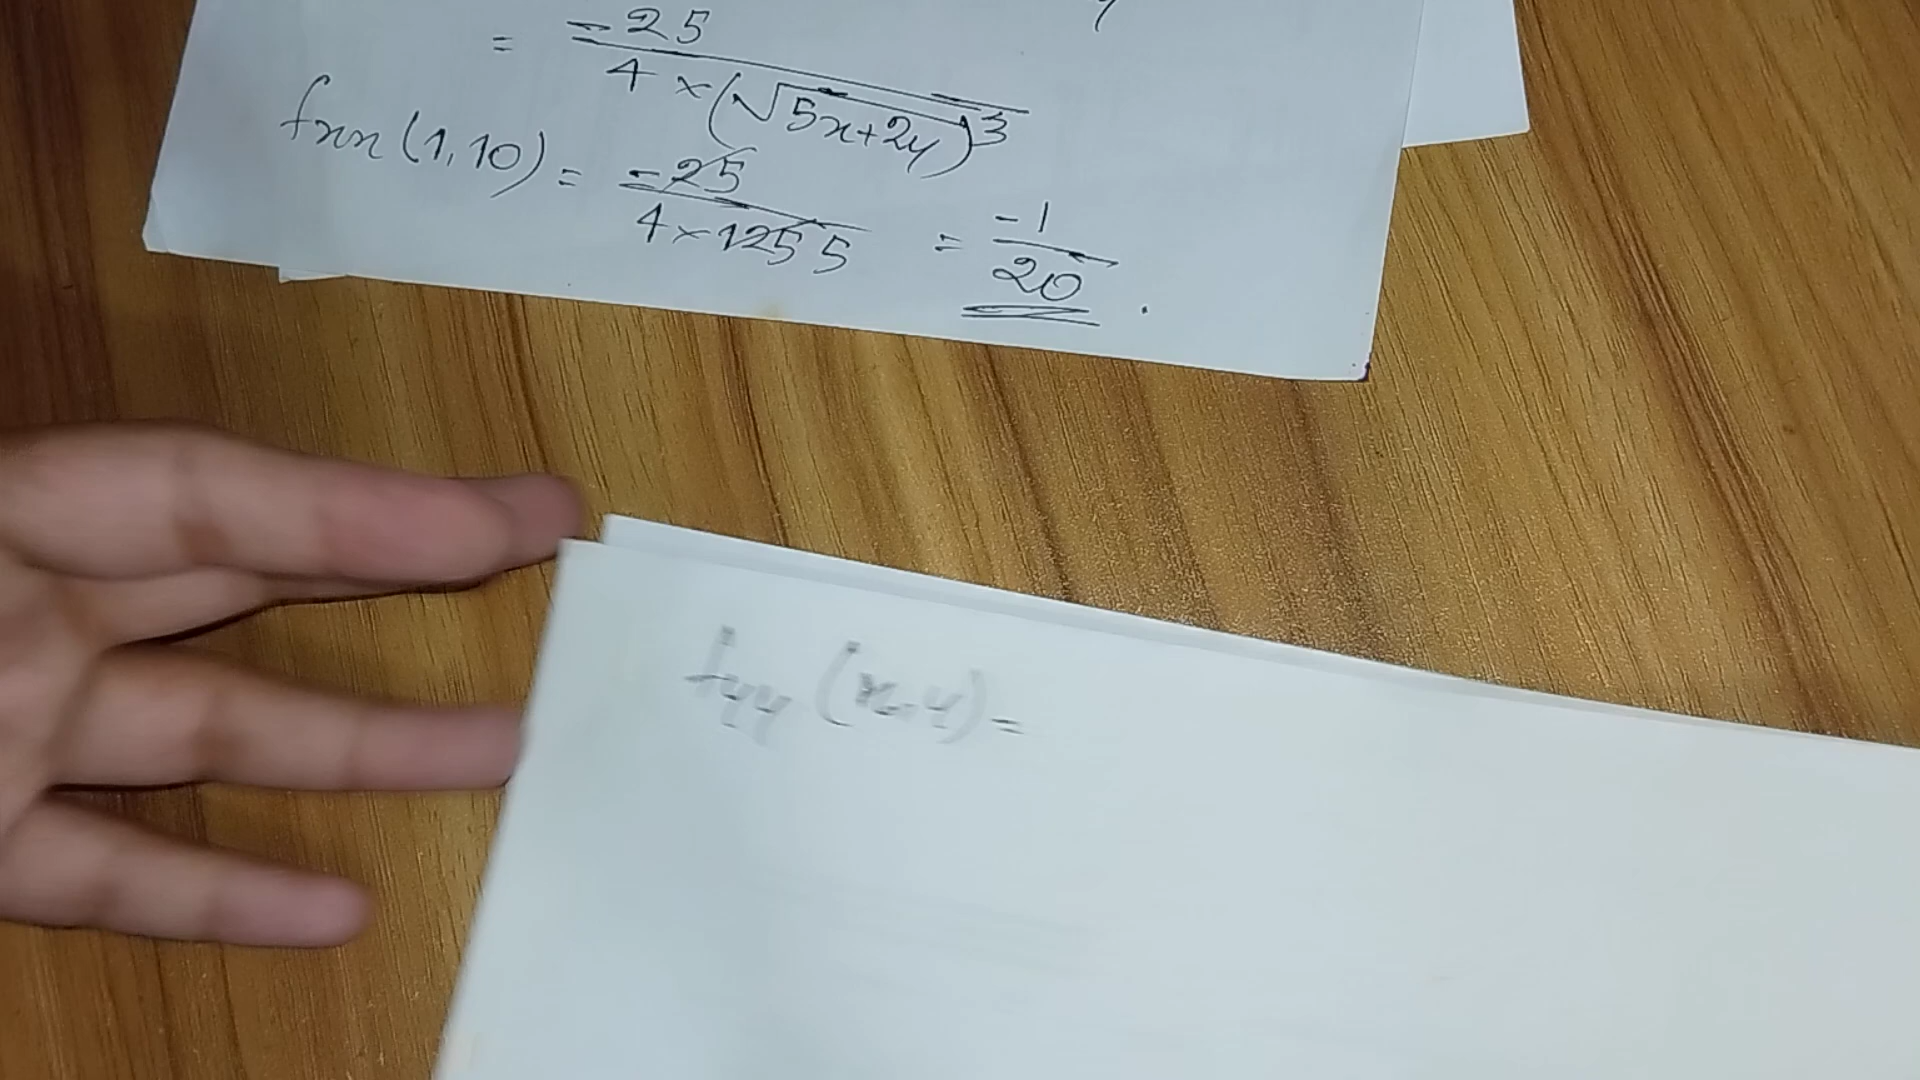 = -25 / 4 × (√5x+2y)3
fxx (1,10) = -25 / 4×125 5 = -1 / 20 .
fyy (x,y) =